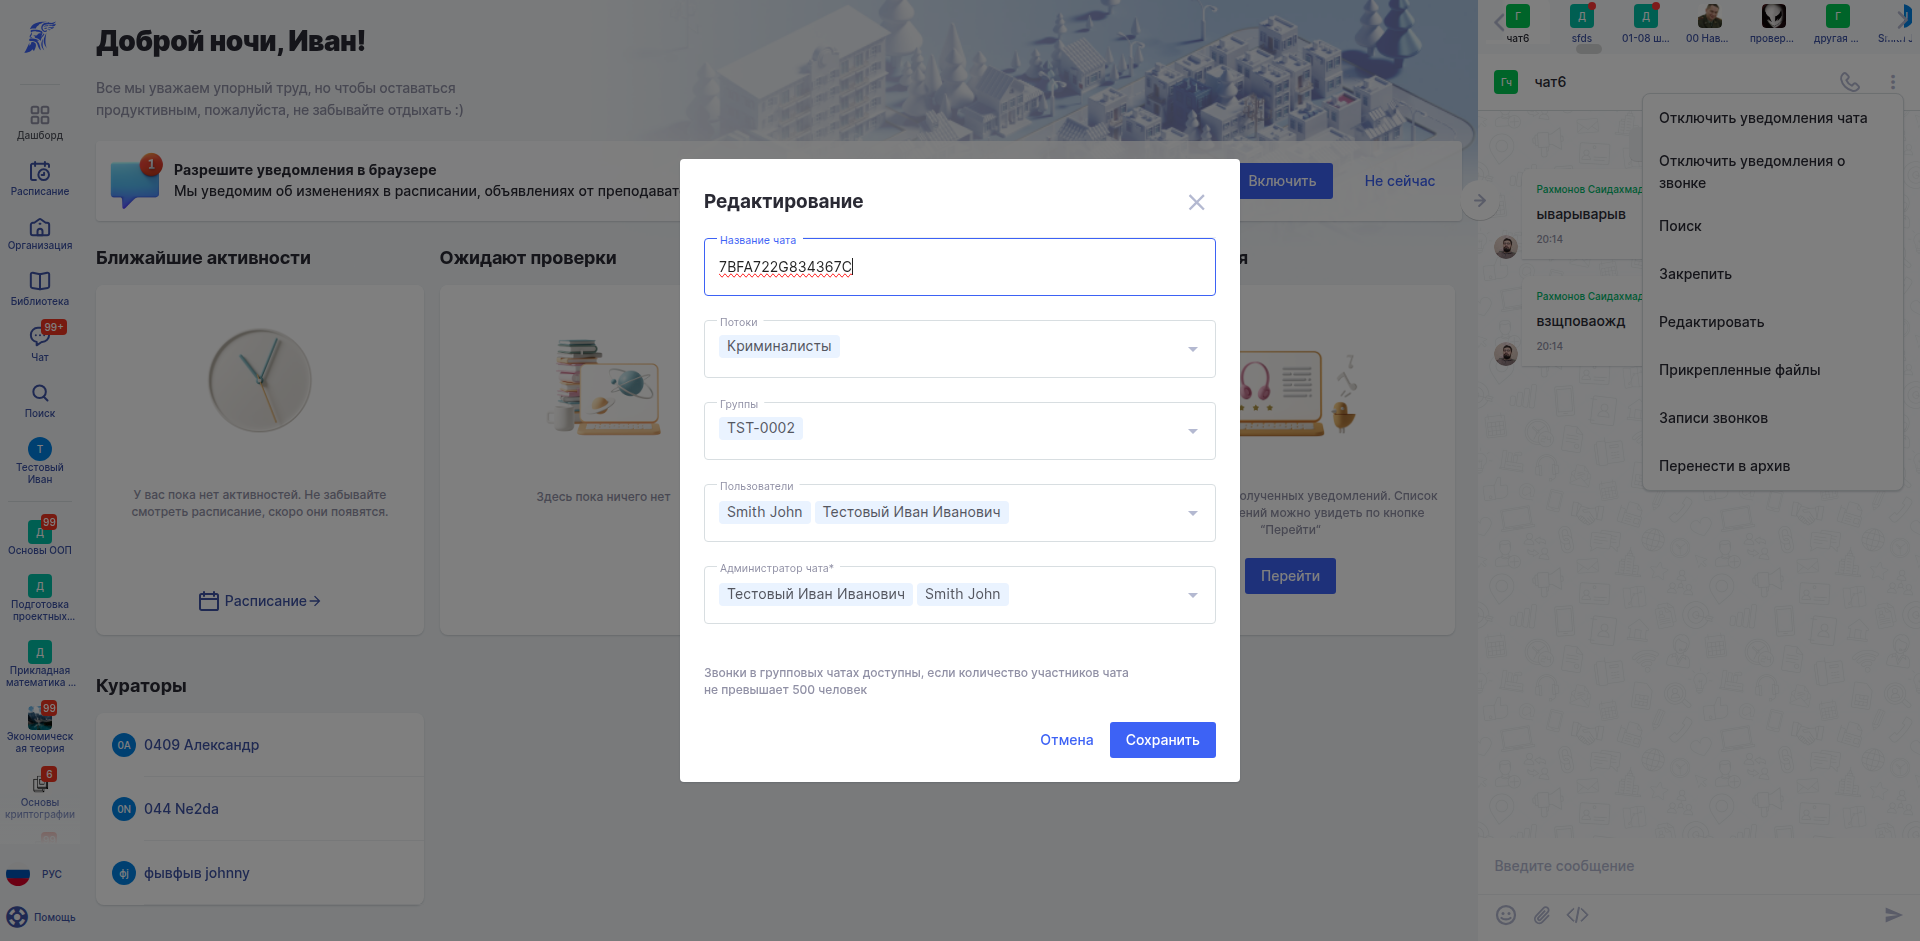 Доброй ночи, Иван!
Все мы уважаем упорный труд, но чтобы оставаться
продуктивным, пожалуйста, не забывайте отдыхать :)
Дашборд
Расписание
Организация
Библиотека
99+
Чат
Поиск
Т
Тестовый
Иван
99
Д
Основы ООП
Д
Подготовка
проектных...
Д
Прикладная
математика ...
99
Экономическ
ая теория
6
Основы
криптографии
РУС
Помощь
1
Разрешите уведомления в браузере
Мы уведомим об изменениях в расписании, объявлениях от преподават
Включить
Не сейчас
Ближайшие активности
У вас пока нет активностей. Не забывайте
смотреть расписание, скоро они появятся.
Расписание
Ожидают проверки
Здесь пока ничего нет
я
олученных уведомлений. Список
ений можно увидеть по кнопке
"Перейти"
Перейти
Кураторы
0А
0409 Александр
0N
044 Ne2da
фj
фывфыв johnny
Редактирование
Название чата
7BFA722G834367C
Потоки
Криминалисты
Группы
TST-0002
Пользователи
Smith John
Тестовый Иван Иванович
Администратор чата*
Тестовый Иван Иванович
Smith John
Звонки в групповых чатах доступны, если количество участников чата
не превышает 500 человек
Отмена
Сохранить
Г
чат6
Д
sfds
Д
01-08 ш...
00 Нав...
провер...
Г
другая ...
Гч
чат6
Отключить уведомления чата
Отключить уведомления о
звонке
Поиск
Закрепить
Редактировать
Прикрепленные файлы
Записи звонков
Перенести в архив
Рахмонов Саидахмад
ыварыварыв
20:14
Рахмонов Саидахмад
взщповаожд
20:14
Введите сообщение